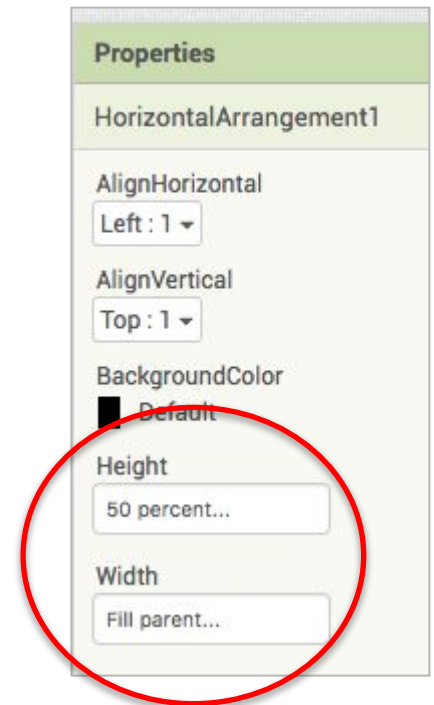 Properties
HorizontalArrangement1
AlignHorizontal
Left : 1
AlignVertical
Top : 1
BackgroundColor
Default
Height
50 percent...
Width
Fill parent...